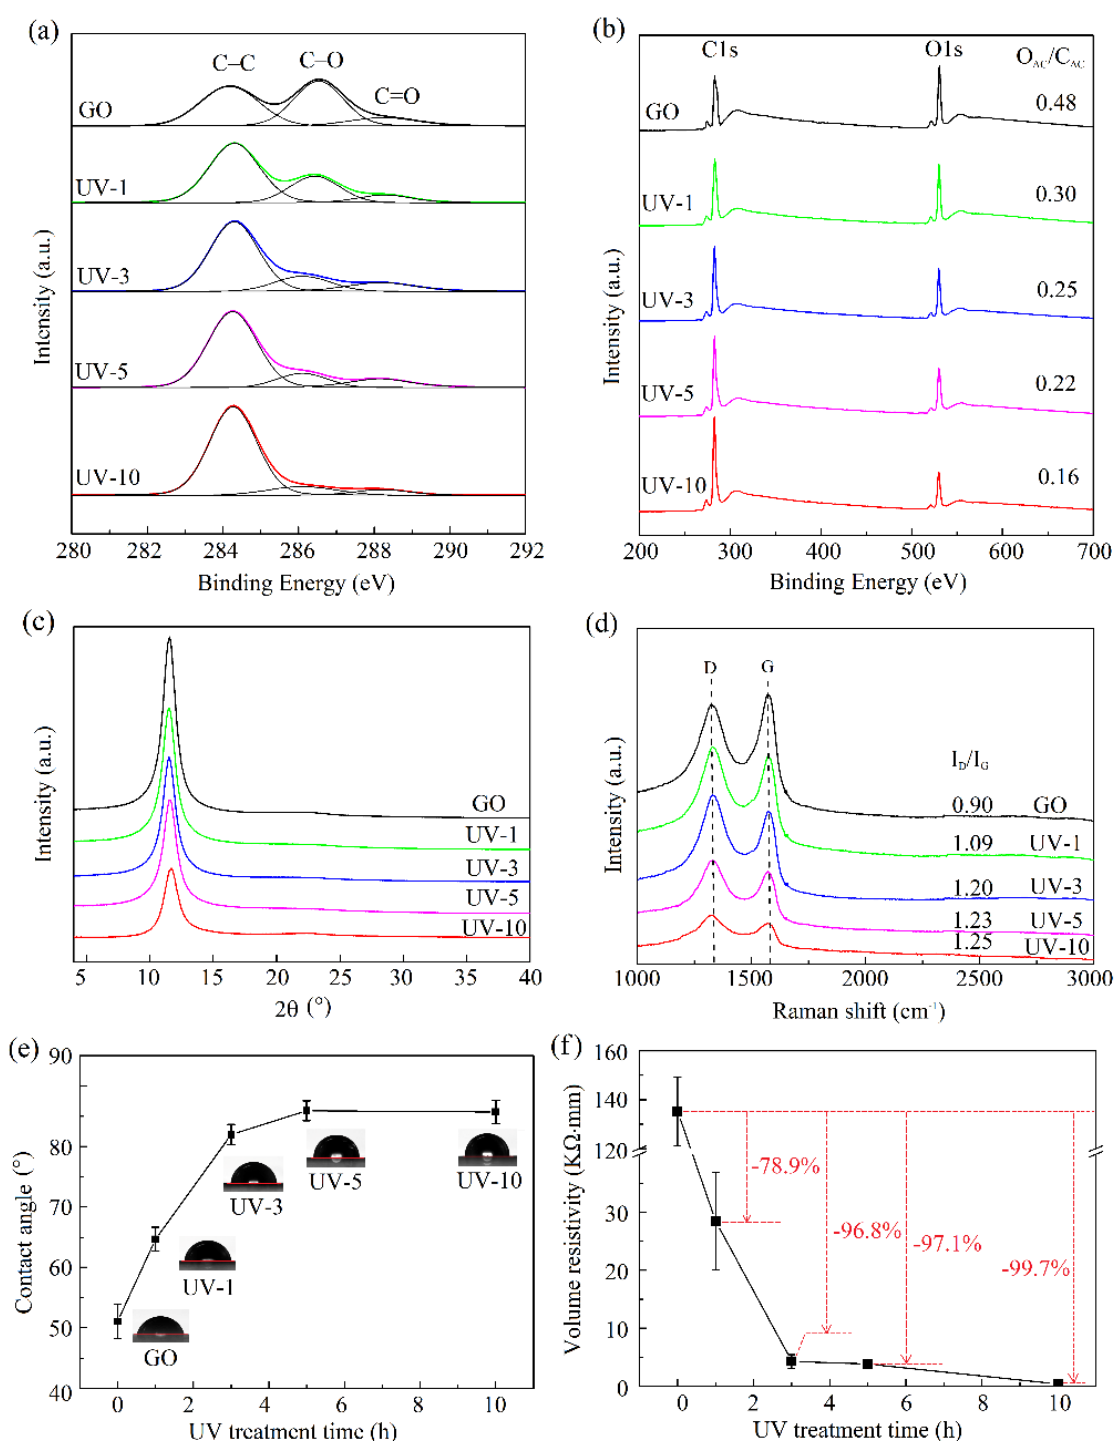 (a)
C–C
C–O
C=O
GO
UV-1
UV-3
UV-5
UV-10
Intensity (a.u.)
280 282 284 286 288 290 292
Binding Energy (eV)
(b)
C1s
O1s
O_AC/C_AC
GO
0.48
UV-1
0.30
UV-3
0.25
UV-5
0.22
UV-10
0.16
Intensity (a.u.)
200 300 400 500 600 700
Binding Energy (eV)
(c)
GO
UV-1
UV-3
UV-5
UV-10
Intensity (a.u.)
5 10 15 20 25 30 35 40
2θ (°)
(d)
D
G
I_D/I_G
0.90 GO
1.09 UV-1
1.20 UV-3
1.23 UV-5
1.25 UV-10
Intensity (a.u.)
1000 1500 2000 2500 3000
Raman shift (cm⁻¹)
(e)
90
80
70
60
50
40
Contact angle (°)
GO
UV-1
UV-3
UV-5
UV-10
0 2 4 6 8 10
UV treatment time (h)
(f)
160
140
120
30
20
10
0
Volume resistivity (KΩ·mm)
-78.9%
-96.8%
-97.1%
-99.7%
0 2 4 6 8 10
UV treatment time (h)